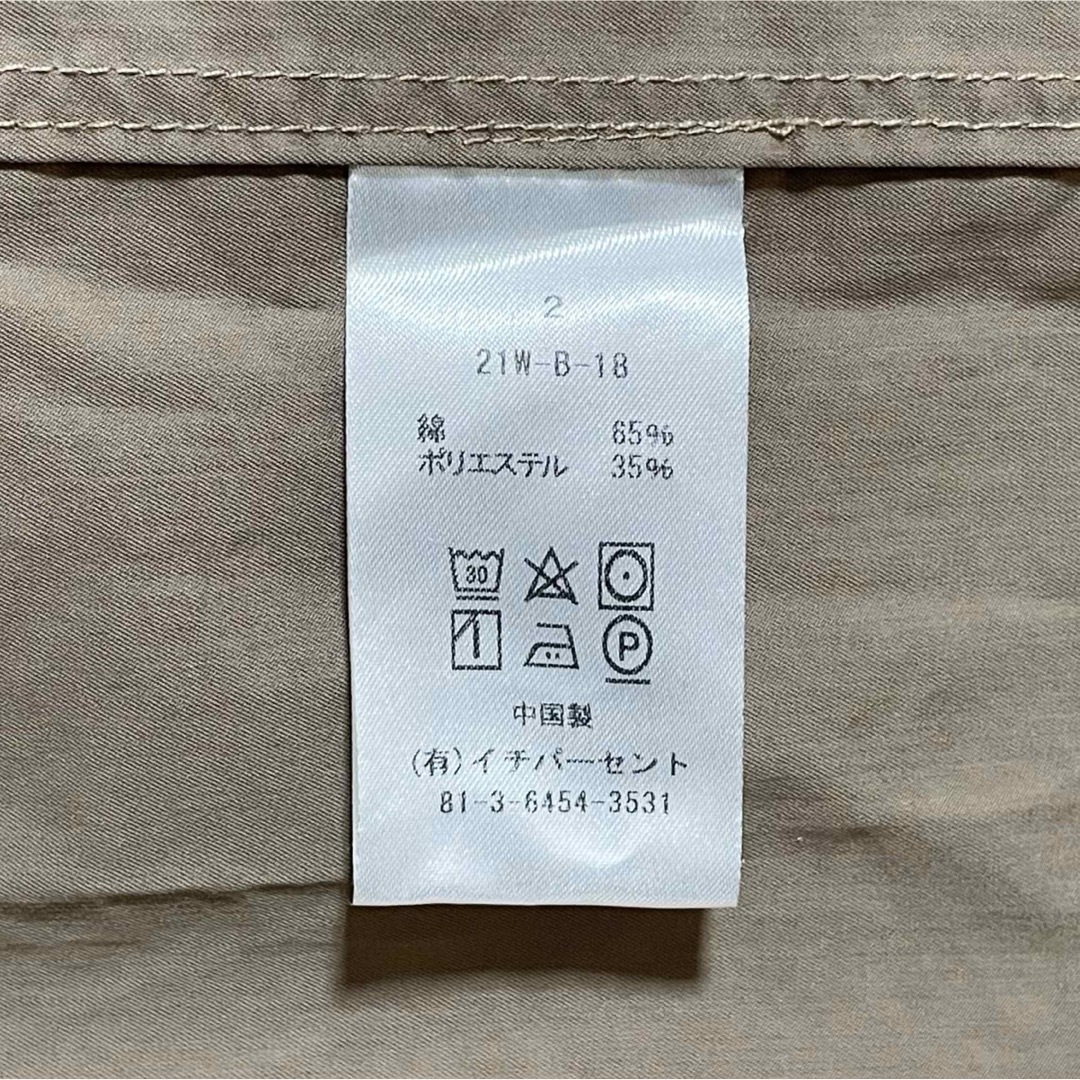 2
21W-B-18
綿 65%
ポリエステル 35%
30
P
中国製
(有)イチパーセント
81-3-6454-3531